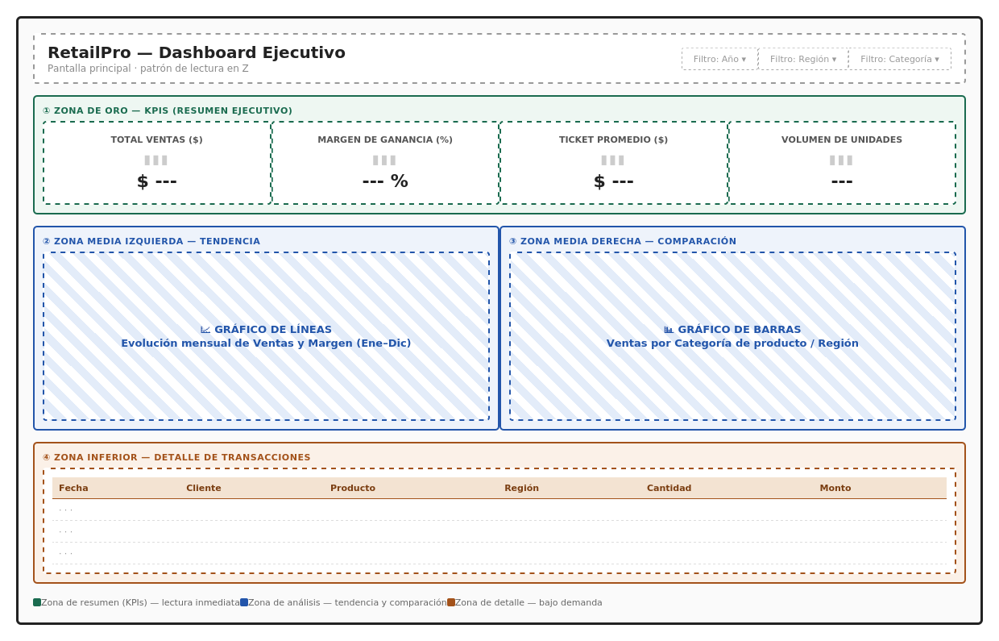 RetailPro — Dashboard Ejecutivo
Pantalla principal · patrón de lectura en Z
Filtro: Año ▾
Filtro: Región ▾
Filtro: Categoría ▾
① ZONA DE ORO — KPIS (RESUMEN EJECUTIVO)
TOTAL VENTAS ($)
$ ---
MARGEN DE GANANCIA (%)
--- %
TICKET PROMEDIO ($)
$ ---
VOLUMEN DE UNIDADES
---
② ZONA MEDIA IZQUIERDA — TENDENCIA
GRÁFICO DE LÍNEAS
Evolución mensual de Ventas y Margen (Ene–Dic)
③ ZONA MEDIA DERECHA — COMPARACIÓN
GRÁFICO DE BARRAS
Ventas por Categoría de producto / Región
④ ZONA INFERIOR — DETALLE DE TRANSACCIONES
Fecha Cliente Producto Región Cantidad Monto
· · ·
· · ·
· · ·
Zona de resumen (KPIs) — lectura inmediata Zona de análisis — tendencia y comparación Zona de detalle — bajo demanda